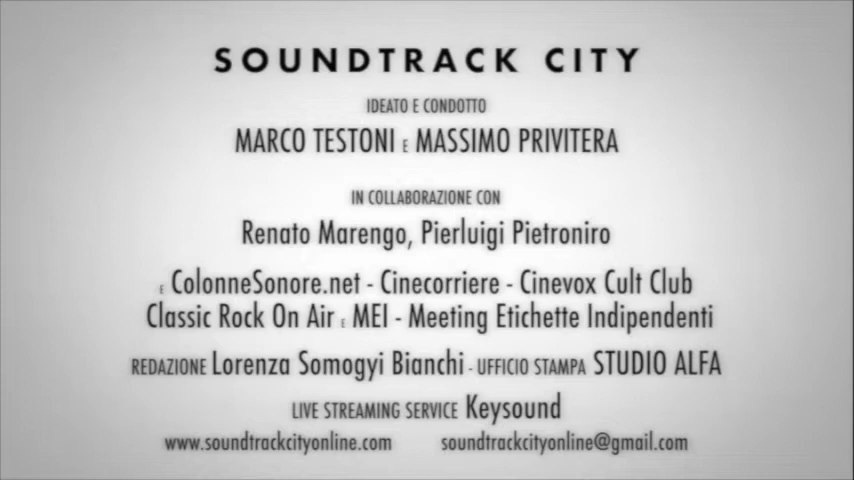 SOUNDTRACK CITY
IDEATO E CONDOTTO
MARCO TESTONI E MASSIMO PRIVITERA
IN COLLABORAZIONE CON
Renato Marengo, Pierluigi Pietroniro
E ColonneSonore.net - Cinecorriere - Cinevox Cult Club
Classic Rock On Air E MEI - Meeting Etichette Indipendenti
REDAZIONE Lorenza Somogyi Bianchi - UFFICIO STAMPA STUDIO ALFA
LIVE STREAMING SERVICE Keysound
www.soundtrackcityonline.com soundtrackcityonline@gmail.com